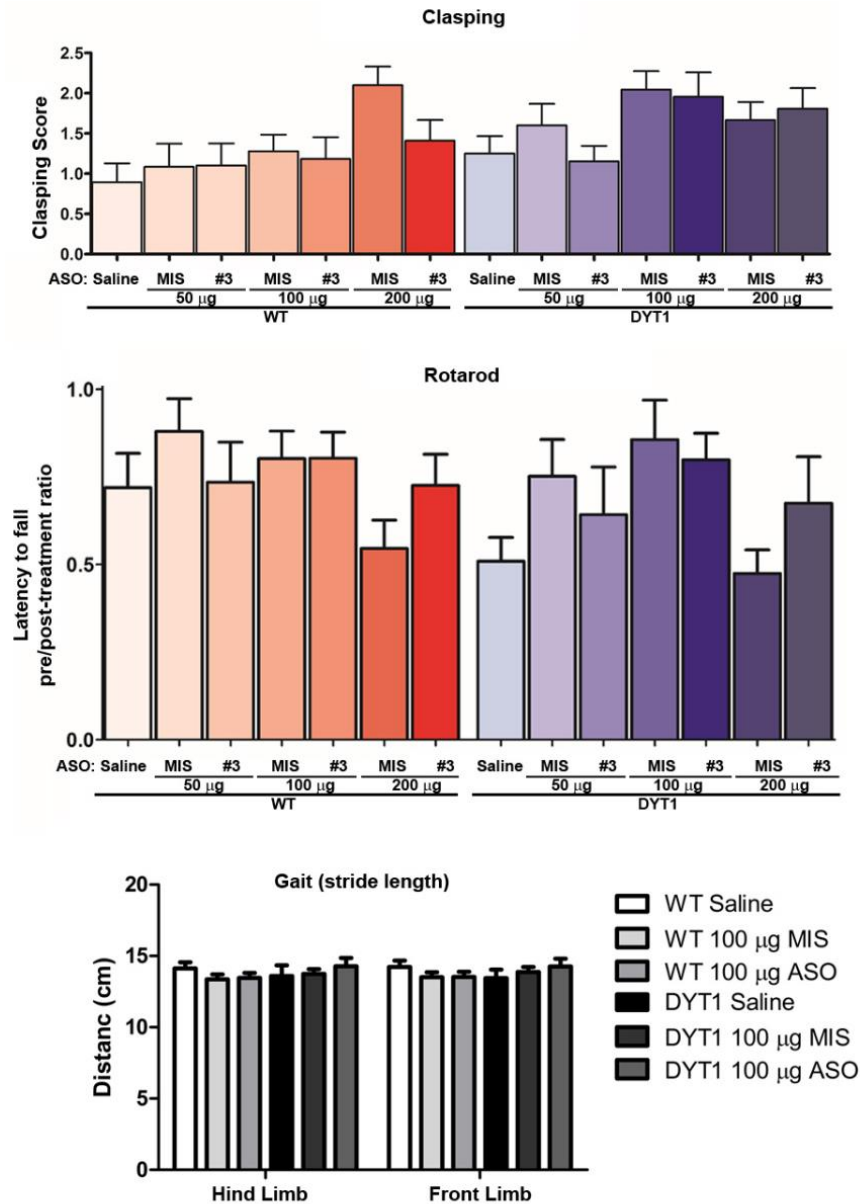 Clasping
Clasping Score
2.5
2.0
1.5
1.0
0.5
0.0
ASO: Saline MIS #3 MIS #3 MIS #3 Saline MIS #3 MIS #3 MIS #3
50 μg 100 μg 200 μg 50 μg 100 μg 200 μg
WT DYT1
Rotarod
Latency to fall
pre/post-treatment ratio
1.0
0.5
0.0
ASO: Saline MIS #3 MIS #3 MIS #3 Saline MIS #3 MIS #3 MIS #3
50 μg 100 μg 200 μg 50 μg 100 μg 200 μg
WT DYT1
Gait (stride length)
Distanc (cm)
20
15
10
5
0
Hind Limb Front Limb
WT Saline
WT 100 μg MIS
WT 100 μg ASO
DYT1 Saline
DYT1 100 μg MIS
DYT1 100 μg ASO